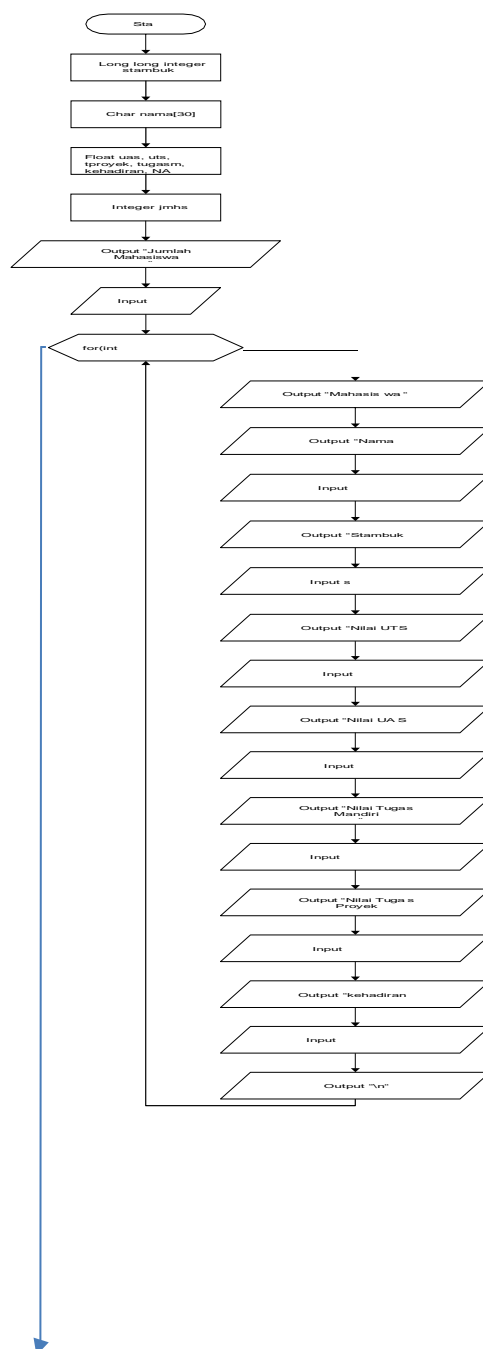 Sta
Long long integer
stambuk
Char nama[30]
Float uas, uts,
tproyek, tugasm,
kehadiran, NA
Integer jmhs
Output "Jumlah
Mahasiswa
"
Input
for(int
Output "Mahasis wa "
Output "Nama
Input
Output "Stambuk
Input s
Output "Nilai UTS
Input
Output "Nilai UA S
Input
Output "Nilai Tugas
Mandiri
"
Input
Output "Nilai Tuga s
Proyek
Input
Output "kehadiran
Input
Output "\n"